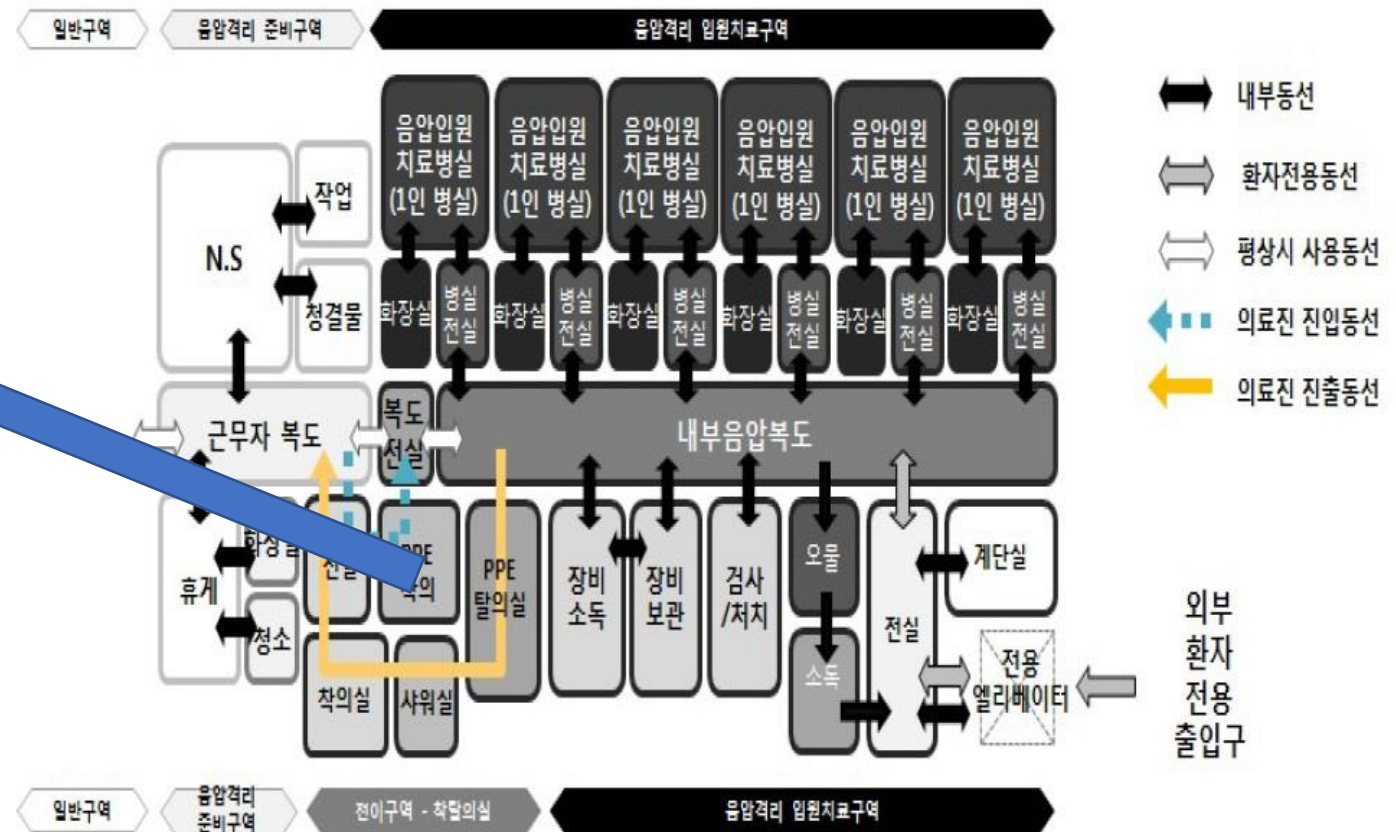 일반구역
음압격리 준비구역
음압격리 입원치료구역
음압입원
치료병실
(1인 병실)
음압입원
치료병실
(1인 병실)
음압입원
치료병실
(1인 병실)
음압입원
치료병실
(1인 병실)
음압입원
치료병실
(1인 병실)
음압입원
치료병실
(1인 병실)
내부동선
환자전용동선
평상시 사용동선
의료진 진입동선
의료진 진출동선
N.S
작업
청결물
화장실
병실
전실
화장실
병실
전실
화장실
병실
전실
화장실
병실
전실
화장실
병실
전실
화장실
병실
전실
근무자 복도
복도
전실
내부음압복도
휴게
청소
착의실
샤워실
PPE
탈의실
장비
소독
장비
보관
검사
/처치
오물
소독
전실
계단실
전용
엘리베이터
외부
환자
전용
출입구
일반구역
음압격리
준비구역
전이구역 - 착탈의실
음압격리 입원치료구역